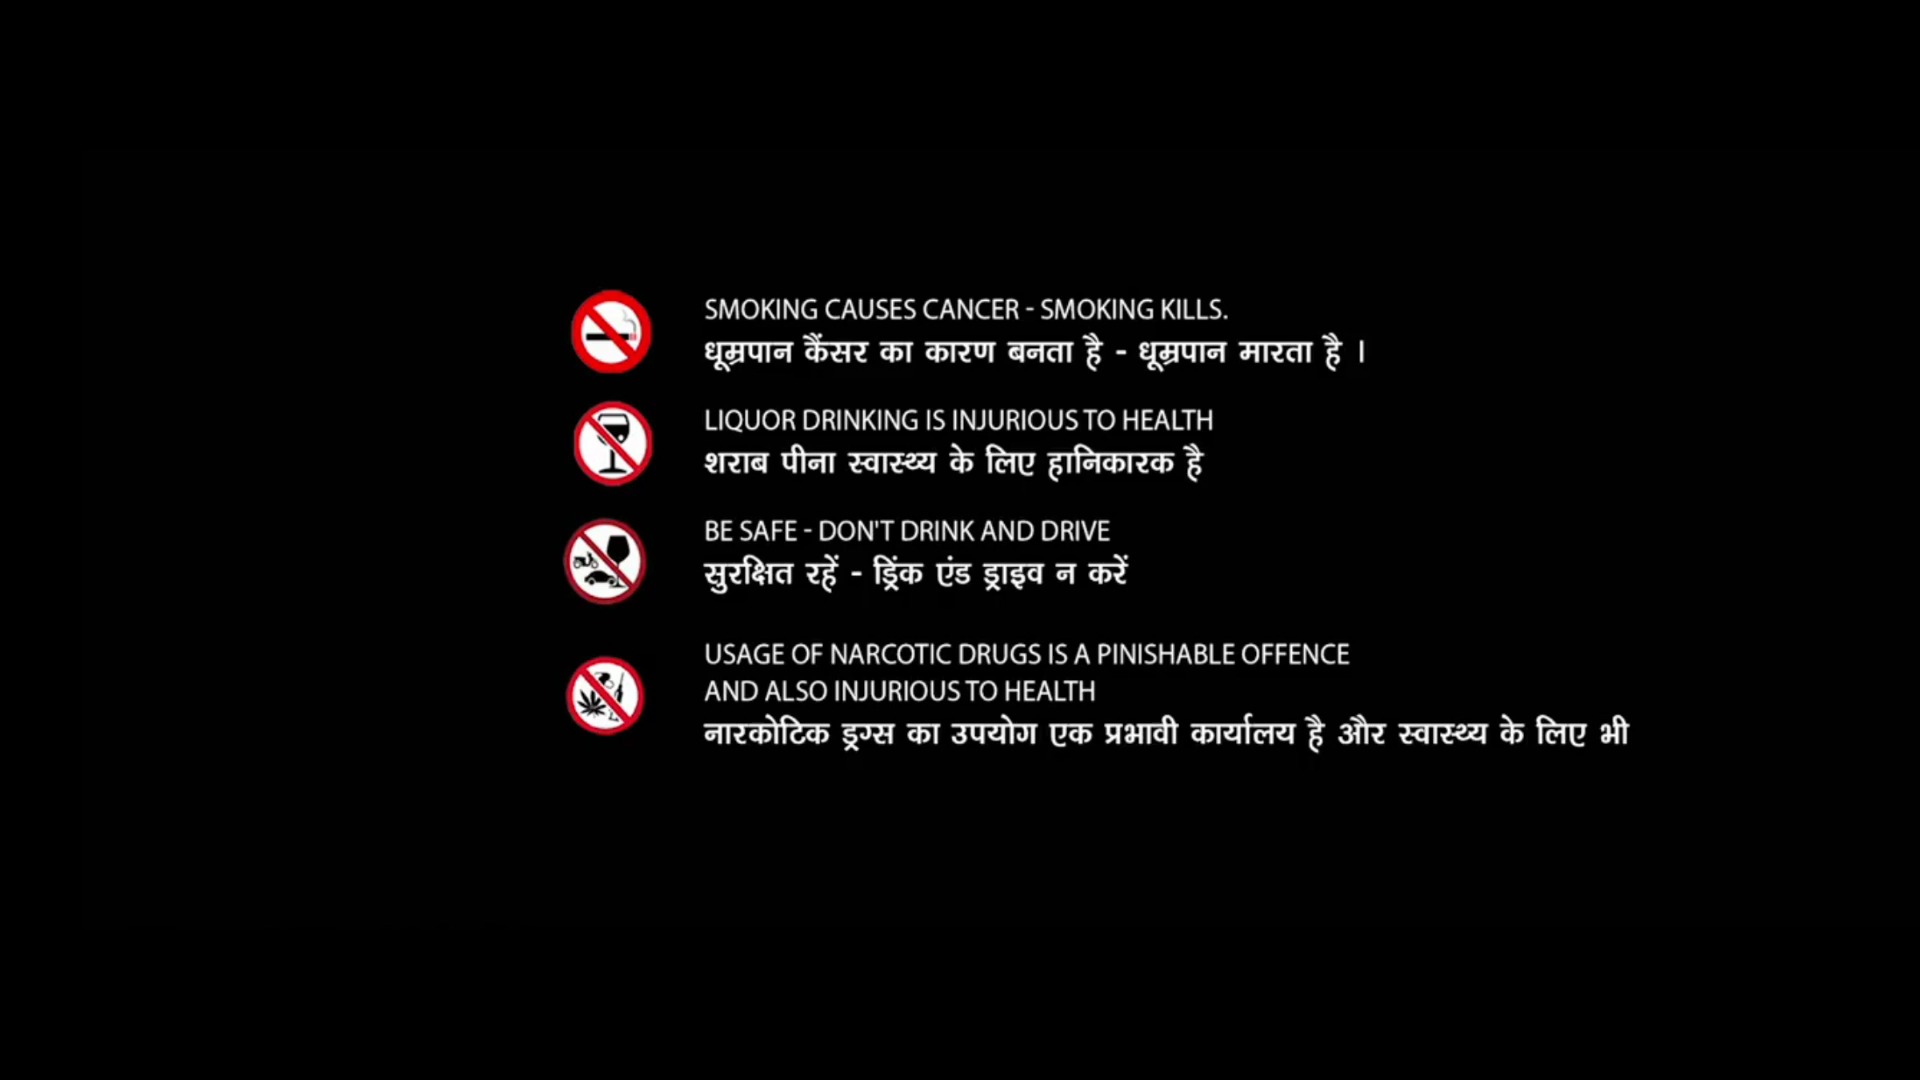 SMOKING CAUSES CANCER - SMOKING KILLS.
धूम्रपान कैंसर का कारण बनता है - धूम्रपान मारता है ।
LIQUOR DRINKING IS INJURIOUS TO HEALTH
शराब पीना स्वास्थ्य के लिए हानिकारक है
BE SAFE - DON'T DRINK AND DRIVE
सुरक्षित रहें - ड्रिंक एंड ड्राइव न करें
USAGE OF NARCOTIC DRUGS IS A PINISHABLE OFFENCE
AND ALSO INJURIOUS TO HEALTH
नारकोटिक ड्रग्स का उपयोग एक प्रभावी कार्यालय है और स्वास्थ्य के लिए भी